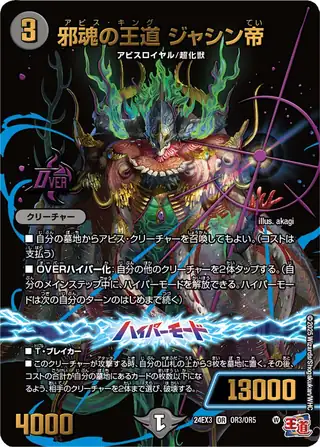 3
アビス・キング
てい
邪魂の王道 ジャシン帝
アビスロイヤル/超化獣
OVER
illus. akagi
クリーチャー
■ 自分の墓地からアビス・クリーチャーを召喚してもよい。(コストは
支払う)
■ OVERハイパー化:自分の他のクリーチャーを2体タップする。(自
分のメインステップ中に、ハイパーモードを解放できる。ハイパーモー
ドは次の自分のターンのはじめまで続く)
ハイパーモード
■ T・ブレイカー
■ このクリーチャーが攻撃する時、自分の山札の上から3枚を墓地に置く。その後、
コストの合計が自分の墓地にあるカードの枚数以下にな
るよう、相手のクリーチャーを2体まで選び、破壊する。
13000
4000
1
24EX3 OR OR3/OR5
W
王道